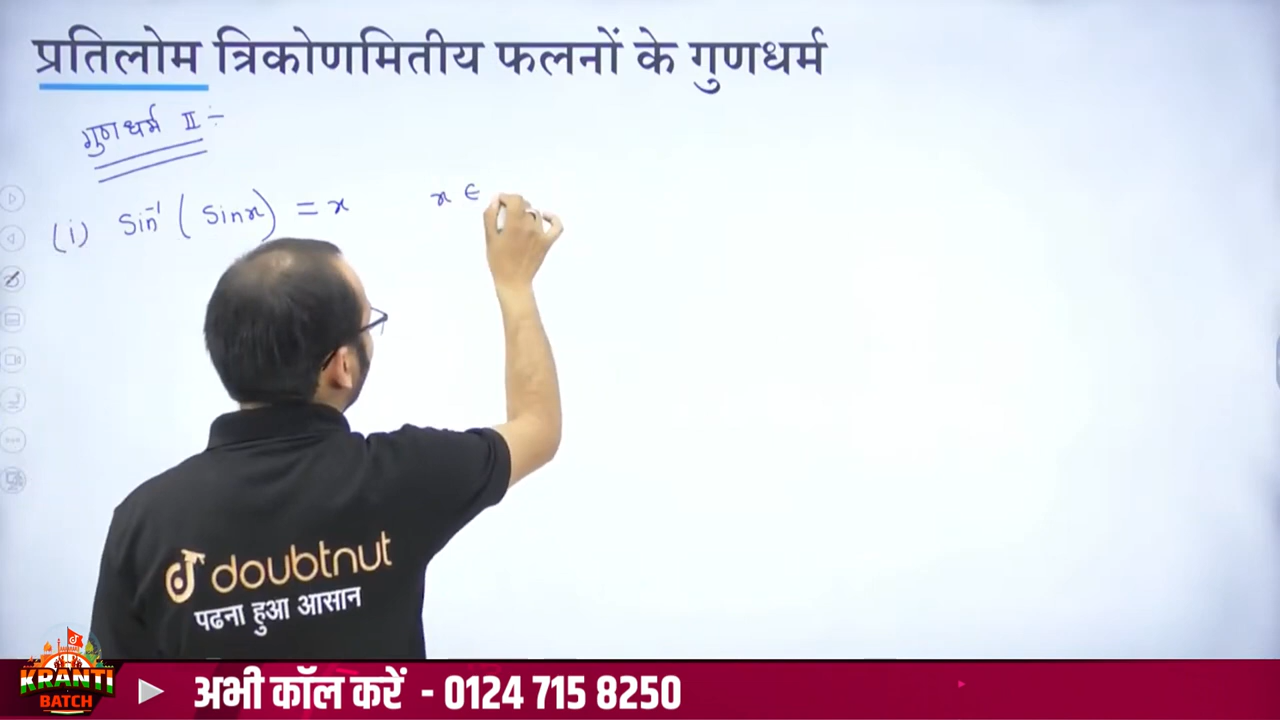 प्रतिलोम त्रिकोणमितीय फलनों के गुणधर्म
गुणधर्म II :-
(i) Sin⁻¹ ( Sinx ) = x x ∈
doubtnut
पढना हुआ आसान
KRANTI
BATCH
अभी कॉल करें - 0124 715 8250